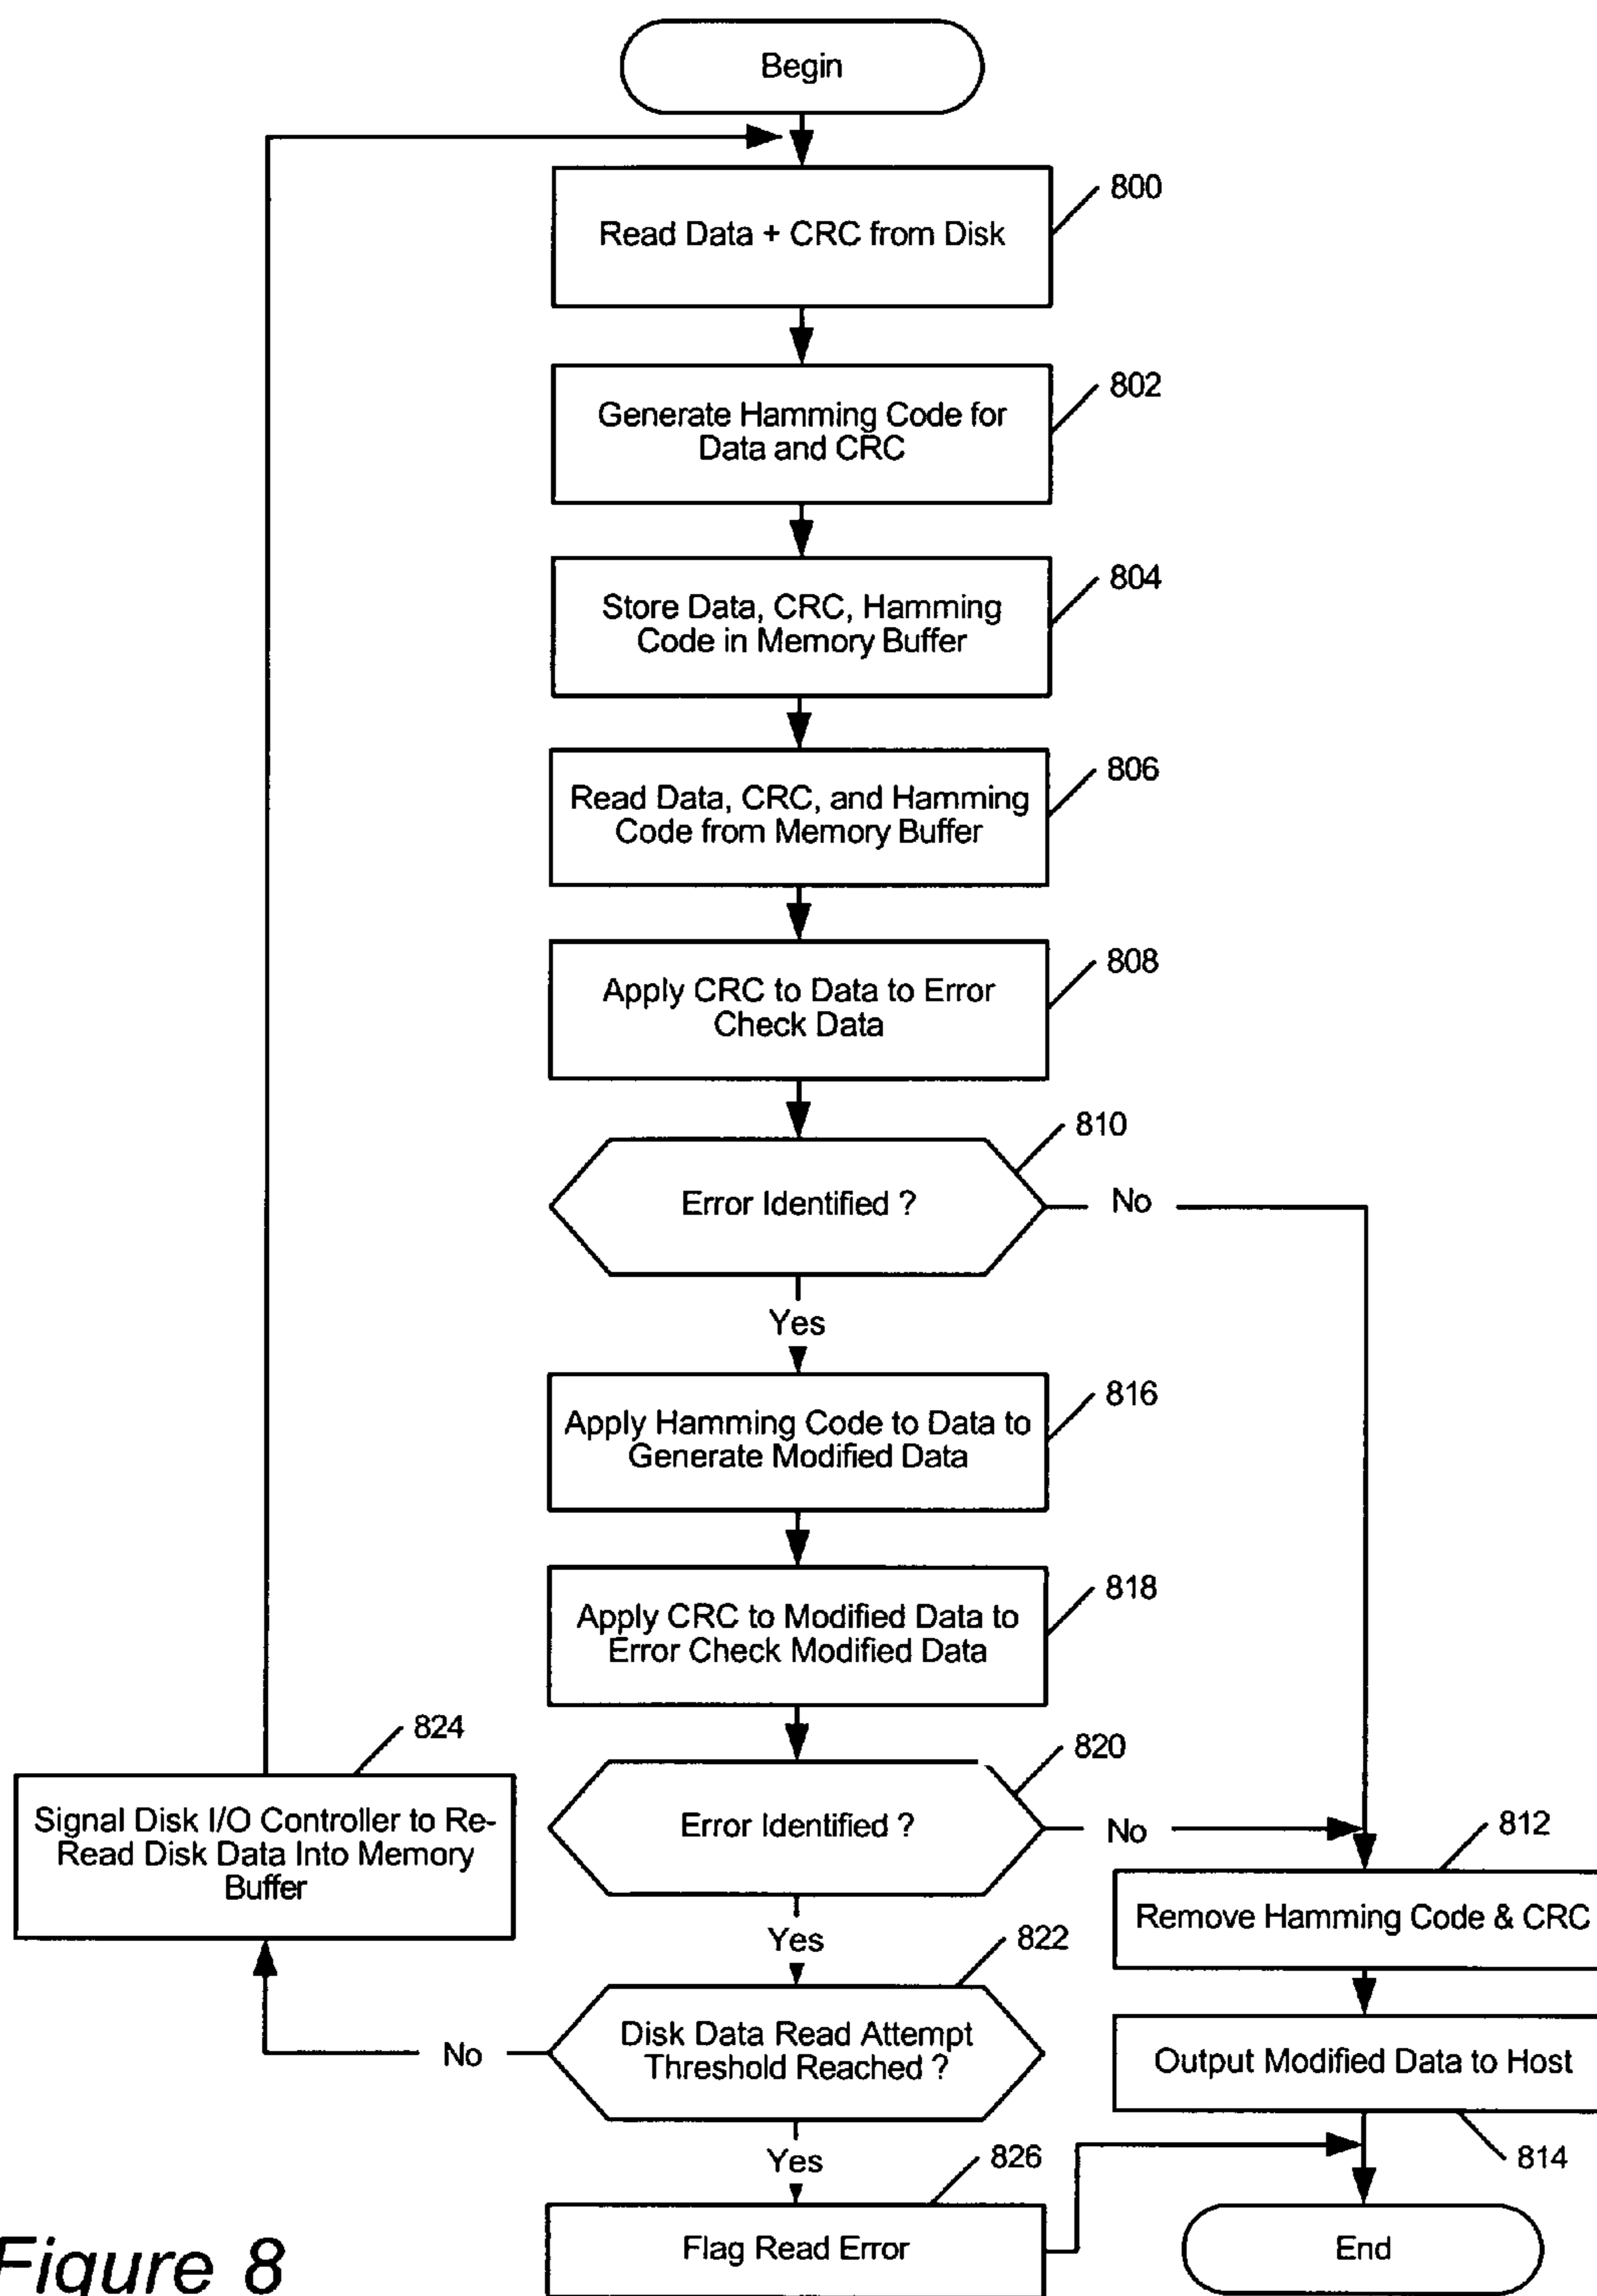 Begin
800
Read Data + CRC from Disk
802
Generate Hamming Code for
Data and CRC
804
Store Data, CRC, Hamming
Code in Memory Buffer
806
Read Data, CRC, and Hamming
Code from Memory Buffer
808
Apply CRC to Data to Error
Check Data
810
Error Identified ?
No
Yes
816
Apply Hamming Code to Data to
Generate Modified Data
818
Apply CRC to Modified Data to
Error Check Modified Data
824
Signal Disk I/O Controller to Re-
Read Disk Data Into Memory
Buffer
820
Error Identified ?
No
812
Remove Hamming Code & CRC
Yes
822
Disk Data Read Attempt
Threshold Reached ?
No
Output Modified Data to Host
814
Yes
826
Flag Read Error
End
Figure 8